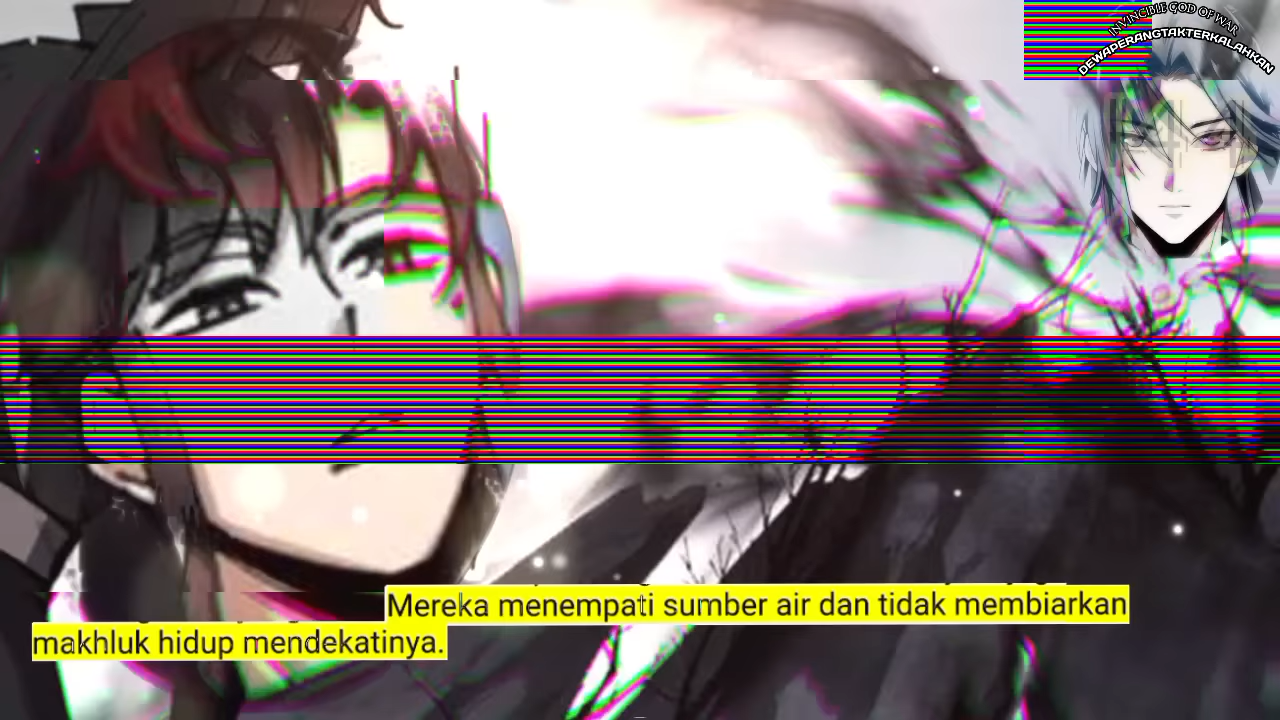 INVINCIBLE GOD OF WAR
DEWAPERANGTAKTERKALAHKAN
Mereka menempati sumber air dan tidak membiarkan
makhluk hidup mendekatinya.